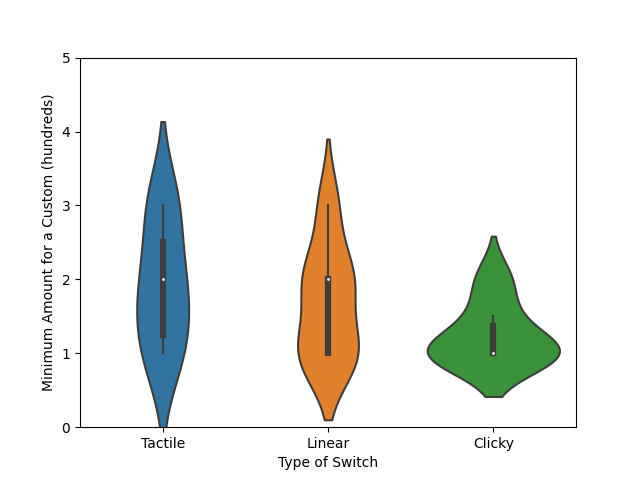 5
4
3
2
1
0
Minimum Amount for a Custom (hundreds)
Tactile Linear Clicky
Type of Switch